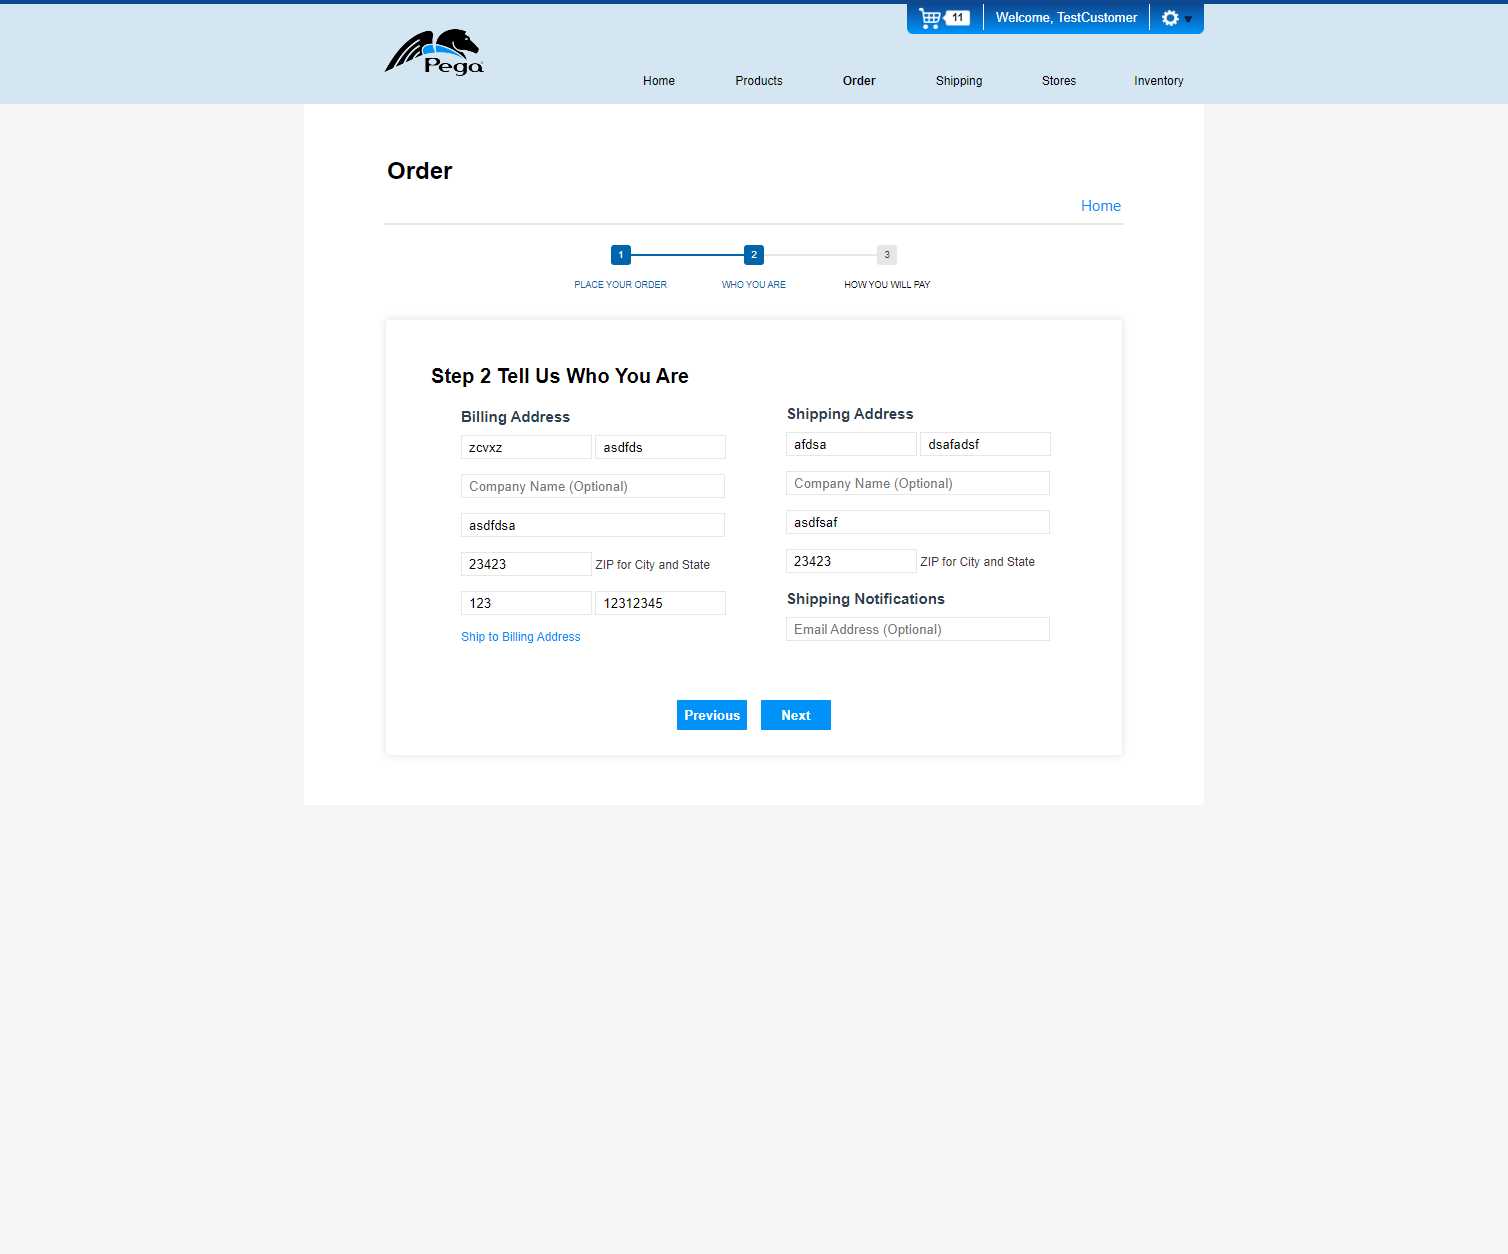 11 Welcome, TestCustomer
Pega
Home Products Order Shipping Stores Inventory
Order
Home
1 2 3
PLACE YOUR ORDER WHO YOU ARE HOW YOU WILL PAY
Step 2 Tell Us Who You Are
Billing Address
zcvxz asdfds
Company Name (Optional)
asdfdsa
23423 ZIP for City and State
123 12312345
Ship to Billing Address
Shipping Address
afdsa dsafadsf
Company Name (Optional)
asdfsaf
23423 ZIP for City and State
Shipping Notifications
Email Address (Optional)
Previous Next